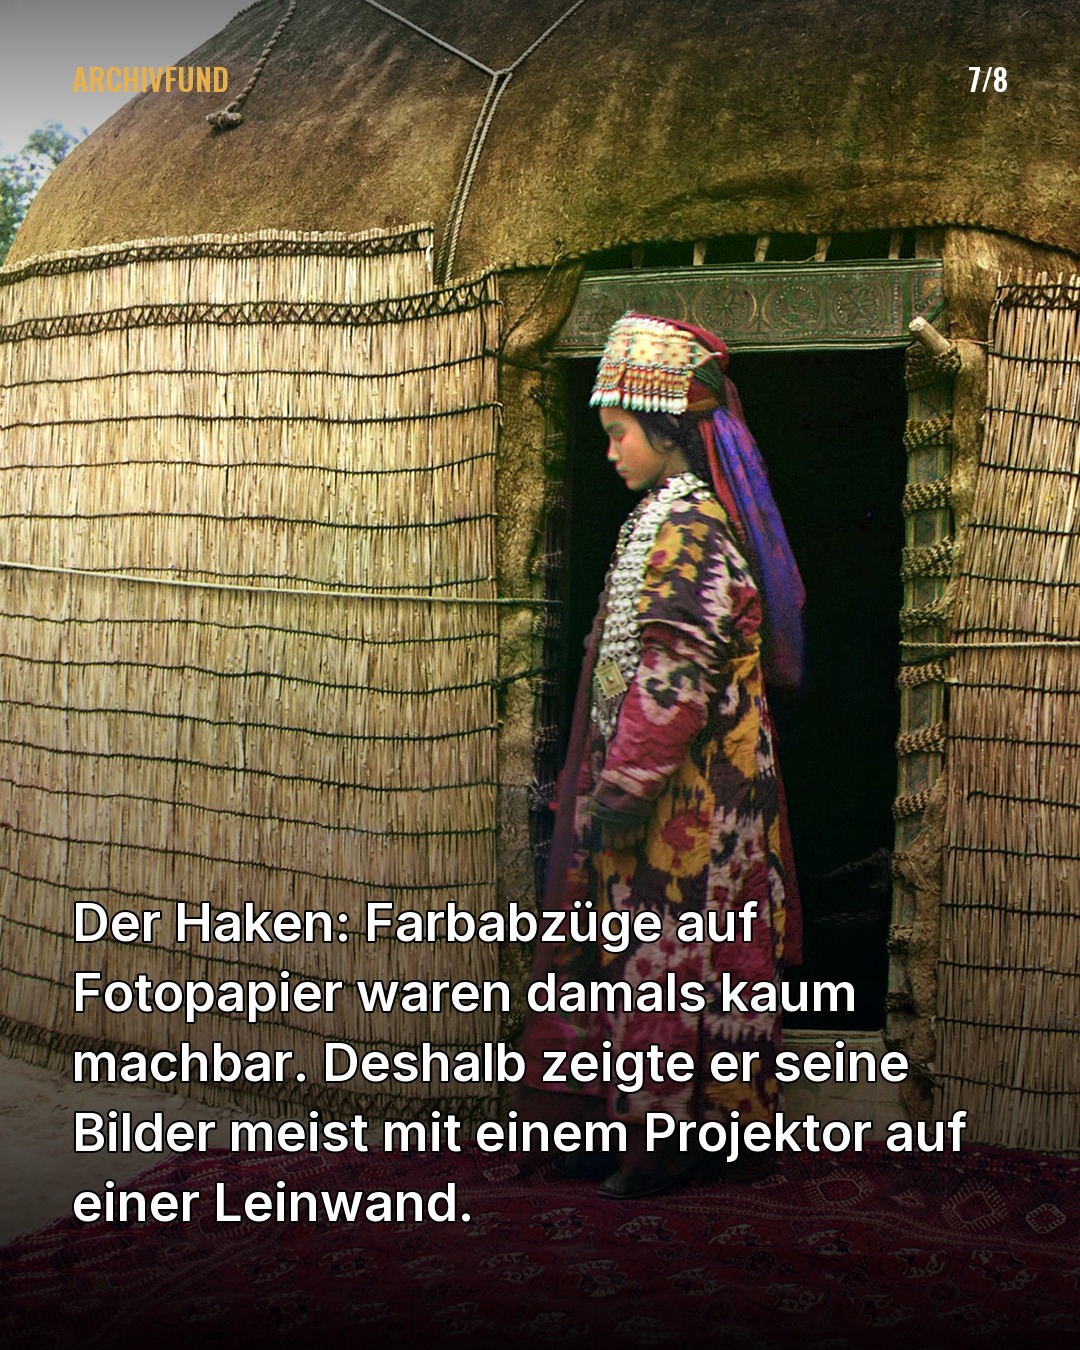 ARCHIVFUND
7/8
Der Haken: Farbabzüge auf
Fotopapier waren damals kaum
machbar. Deshalb zeigte er seine
Bilder meist mit einem Projektor auf
einer Leinwand.